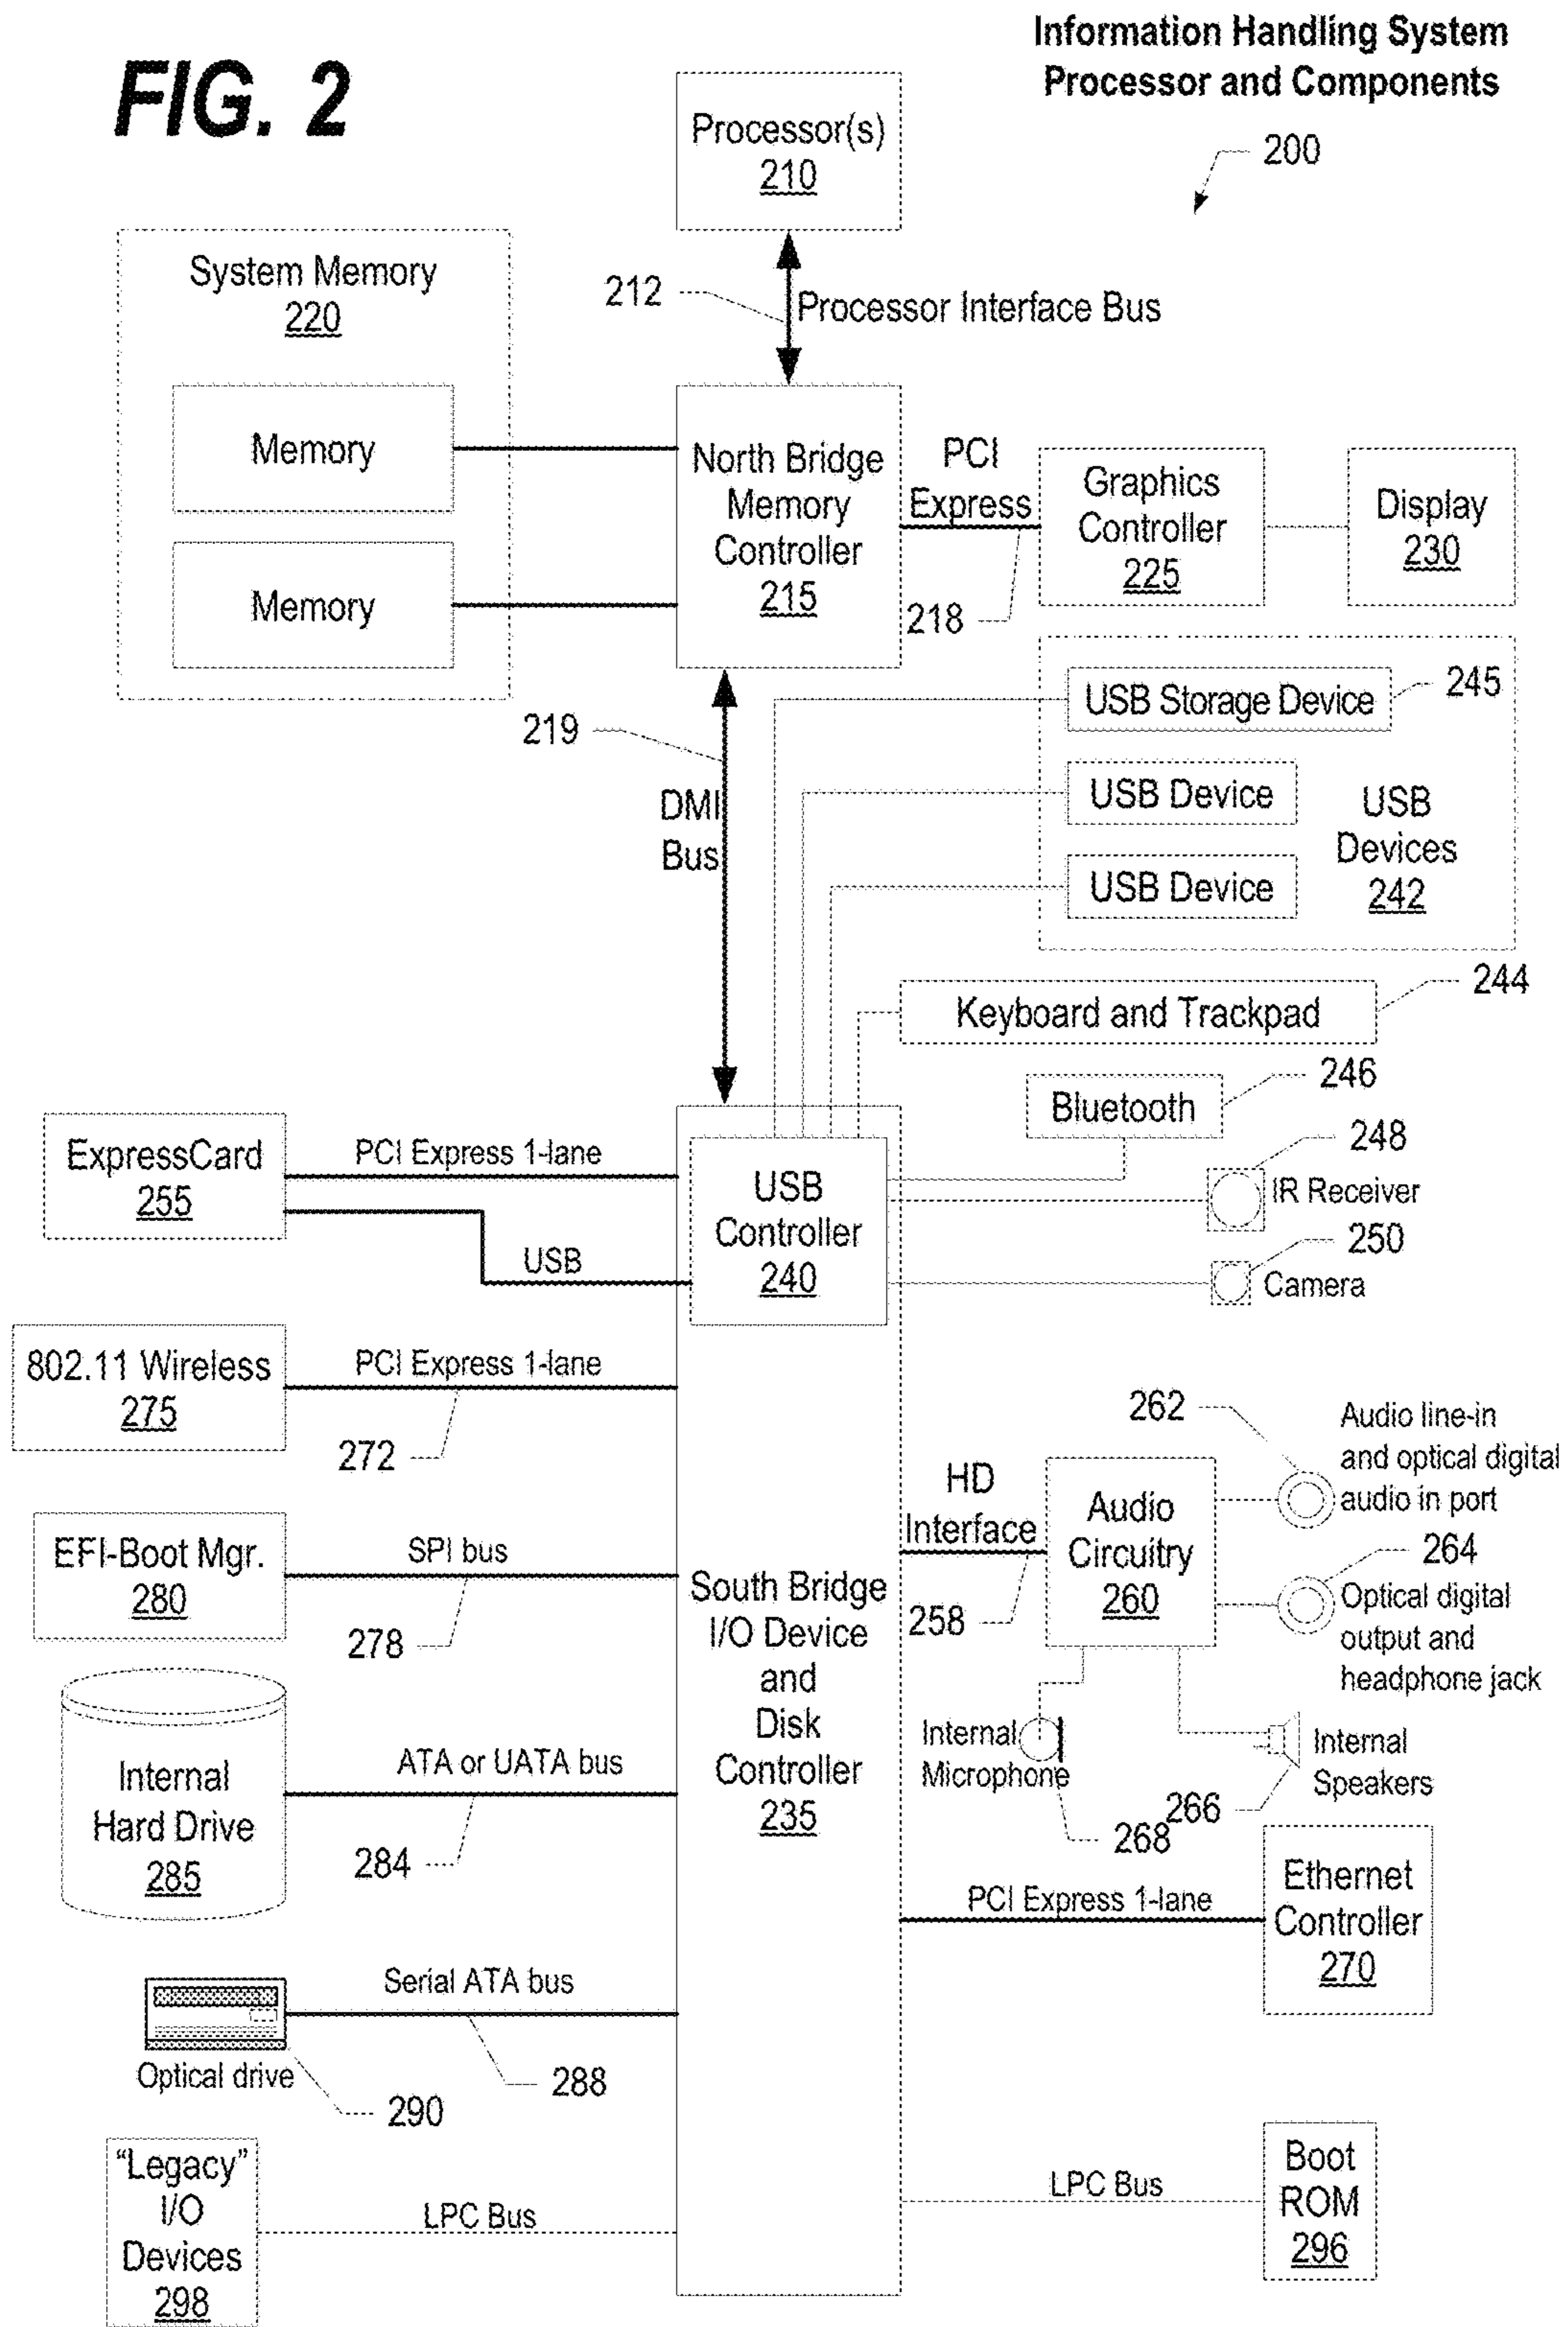 FIG. 2
Information Handling System
Processor and Components
200
Processor(s)
210
212
Processor Interface Bus
System Memory
220
Memory
Memory
North Bridge
Memory
Controller
215
PCI
Express
218
Graphics
Controller
225
Display
230
219
DMI
Bus
USB Storage Device
245
USB Device
USB Device
USB
Devices
242
Keyboard and Trackpad
244
Bluetooth
246
248
IR Receiver
250
Camera
ExpressCard
255
PCI Express 1-lane
USB
USB
Controller
240
802.11 Wireless
275
PCI Express 1-lane
272
EFI-Boot Mgr.
280
SPI bus
278
Internal
Hard Drive
285
ATA or UATA bus
284
South Bridge
I/O Device
and
Disk
Controller
235
HD
Interface
258
Audio
Circuitry
260
262
Audio line-in
and optical digital
audio in port
264
Optical digital
output and
headphone jack
Internal
Microphone
268
266
Internal
Speakers
PCI Express 1-lane
Ethernet
Controller
270
Serial ATA bus
288
Optical drive
290
"Legacy"
I/O
Devices
298
LPC Bus
LPC Bus
Boot
ROM
296